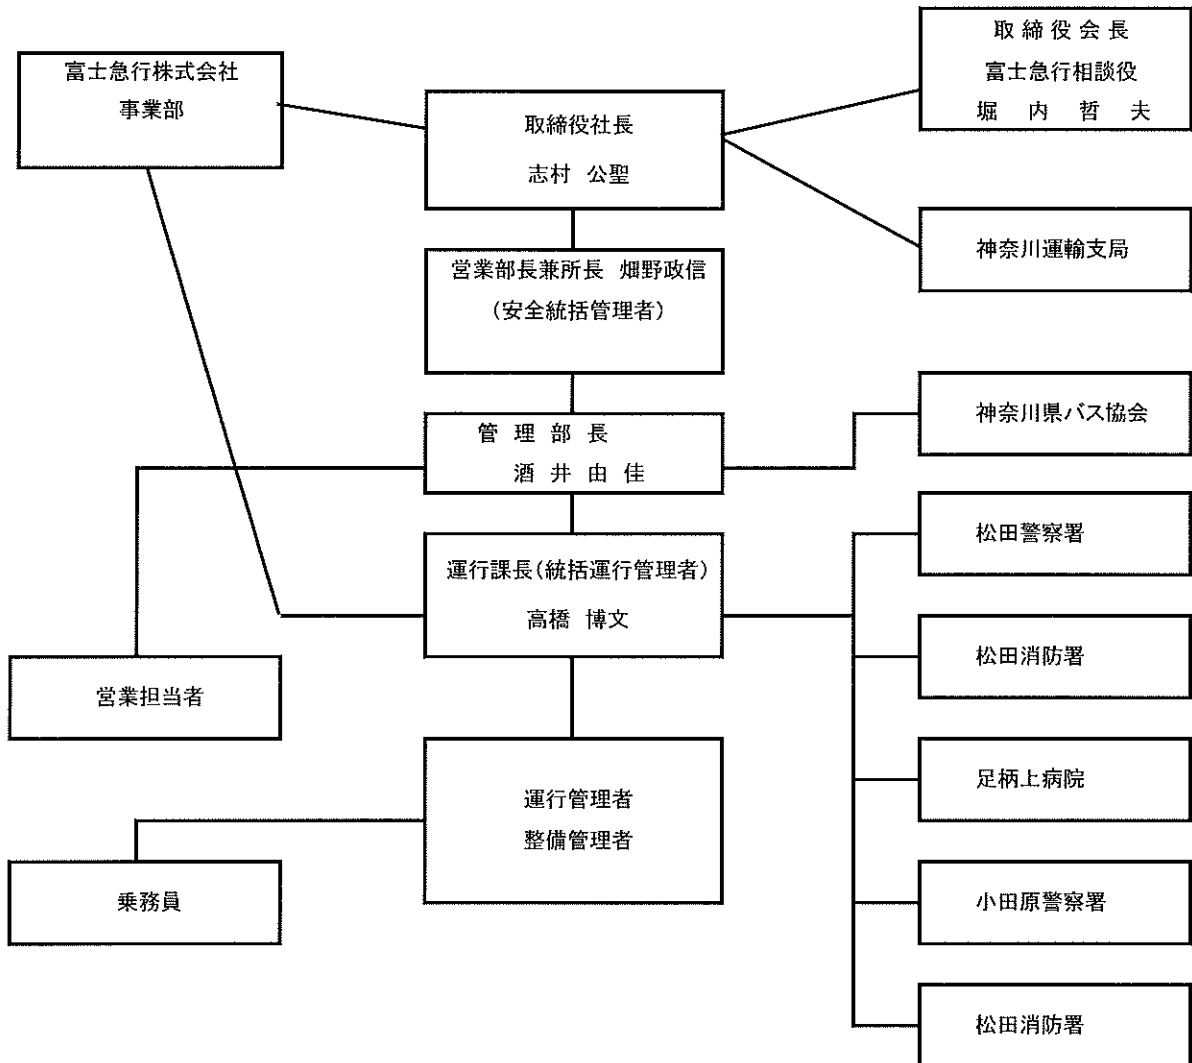 富士急行株式会社
事業部
取締役会長
富士急行相談役
堀内哲夫
取締役社長
志村 公聖
神奈川運輸支局
営業部長兼所長 畑野政信
(安全統括管理者)
管理部長
酒井由佳
神奈川県バス協会
運行課長(統括運行管理者)
高橋 博文
松田警察署
松田消防署
営業担当者
運行管理者
整備管理者
足柄上病院
乗務員
小田原警察署
松田消防署